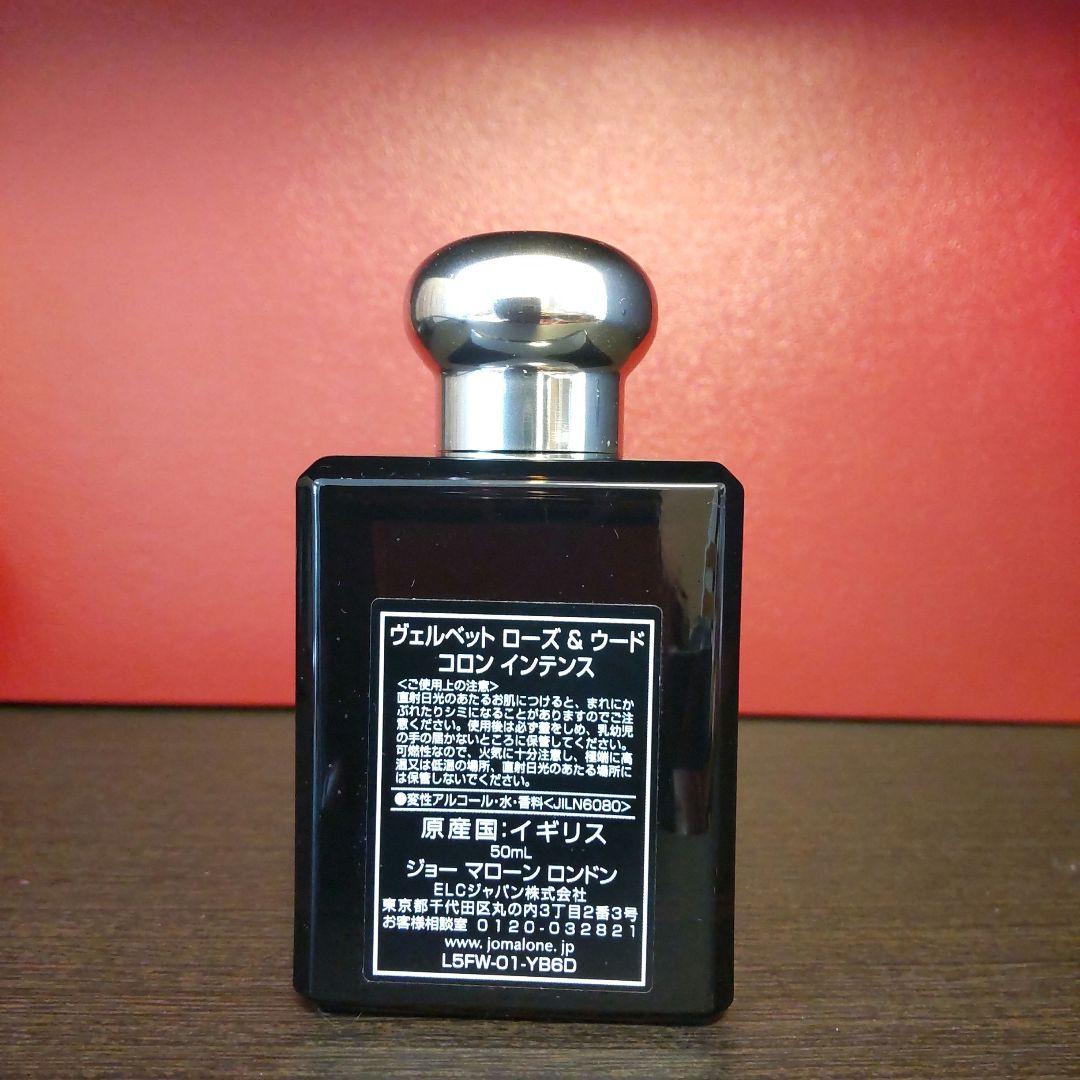 ヴェルベット ローズ & ウード
コロン インテンス
<ご使用上の注意>
直射日光のあたるお肌につけると、まれにか
ぶれたりシミになることがありますのでご注
意ください。使用後は必ず蓋をしめ、乳幼児
の手の届かないところに保管してください。
可燃性なので、火気に十分注意し、極端に高
温又は低温の場所、直射日光のあたる場所に
は保管しないでください。
●変性アルコール・水・香料<JILN6080>
原産国:イギリス
50mL
ジョー マローン ロンドン
ELCジャパン株式会社
東京都千代田区丸の内3丁目2番3号
お客様相談室 0120-032821
www.jomalone.jp
L5FW-01-YB6D